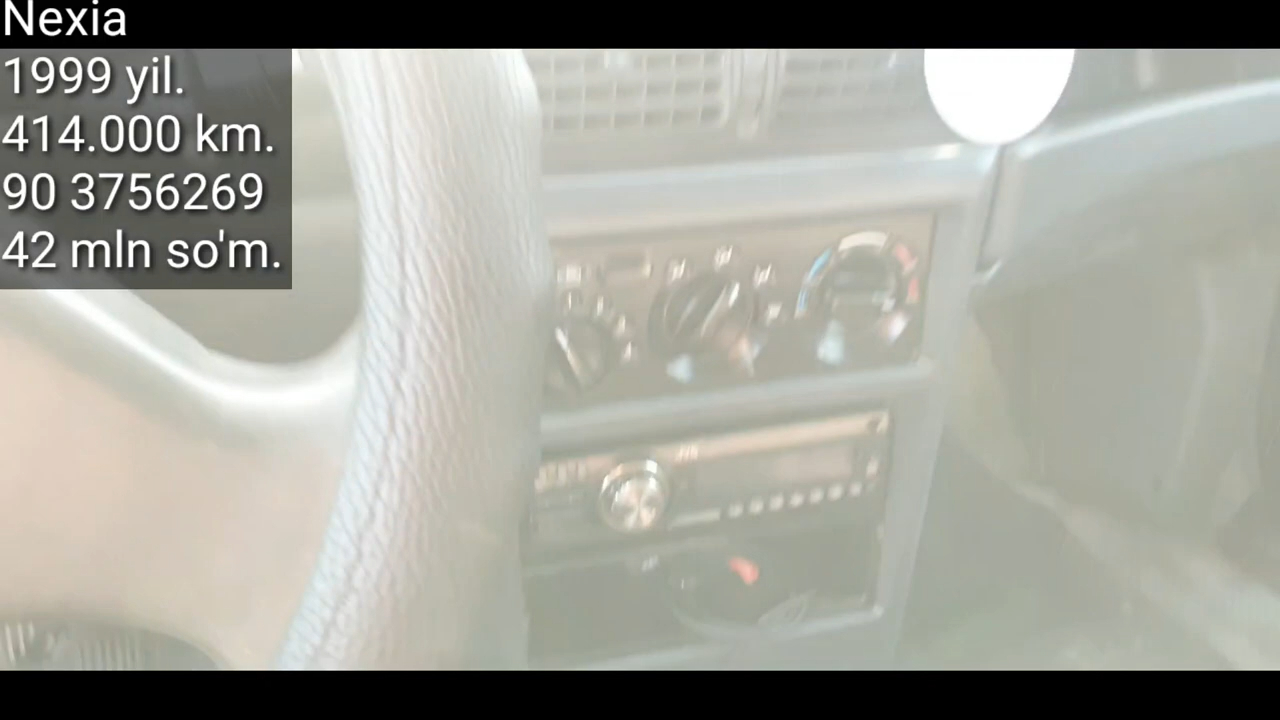 Nexia
1999 yil.
414.000 km.
90 3756269
42 mln so'm.